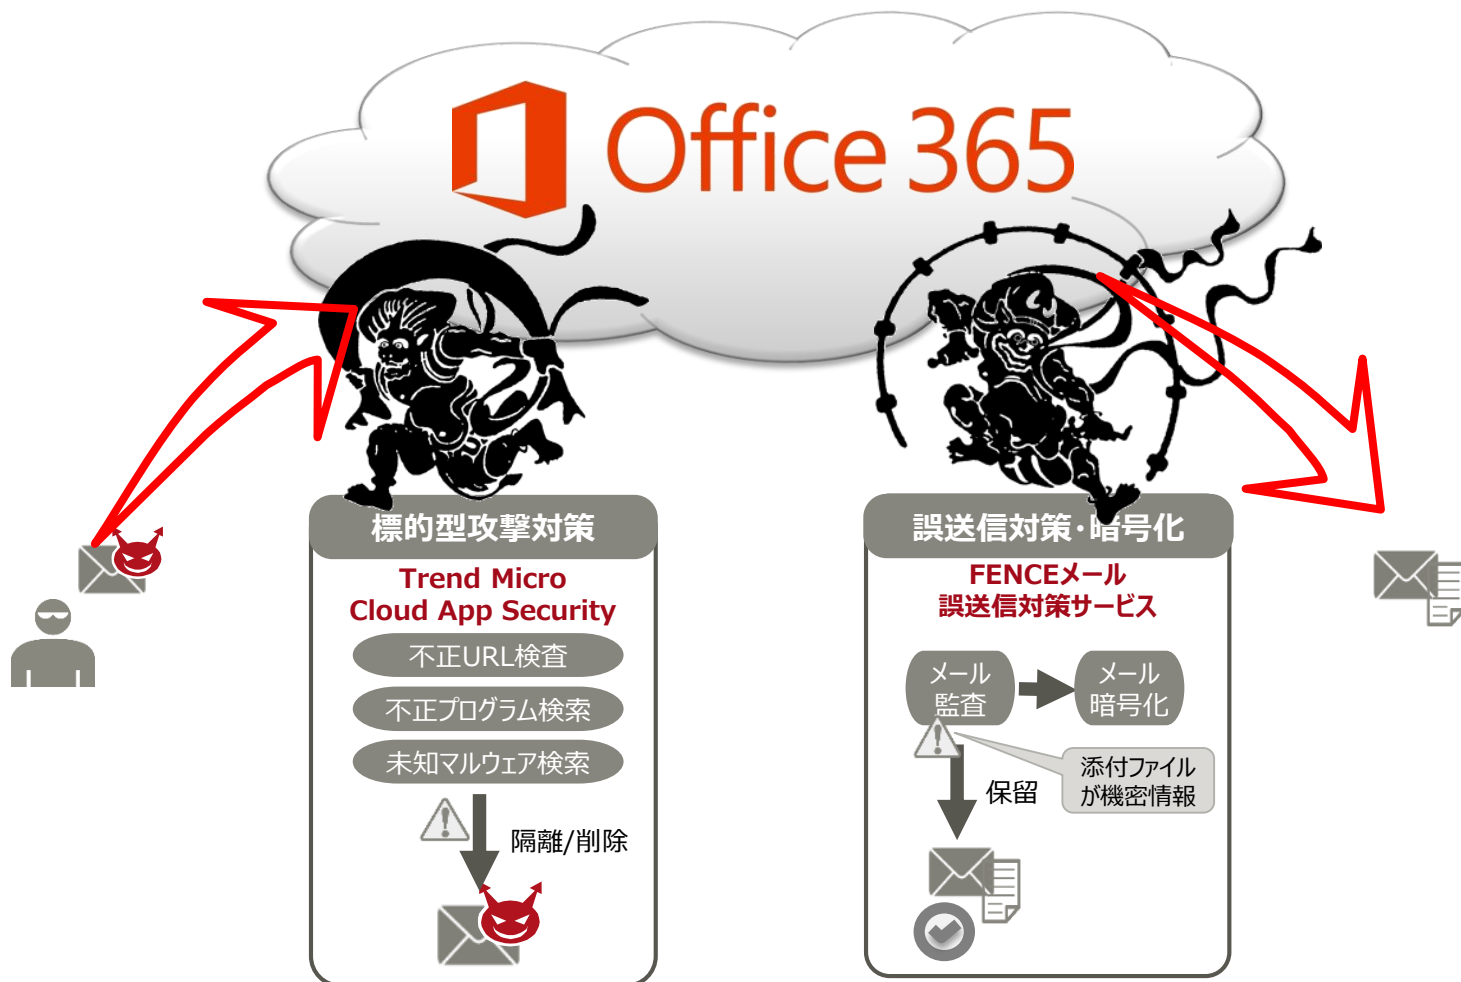 Office 365
標的型攻撃対策
Trend Micro
Cloud App Security
不正URL検査
不正プログラム検索
未知マルウェア検索
隔離/削除
誤送信対策・暗号化
FENCEメール
誤送信対策サービス
メール
監査
メール
暗号化
添付ファイル
が機密情報
保留